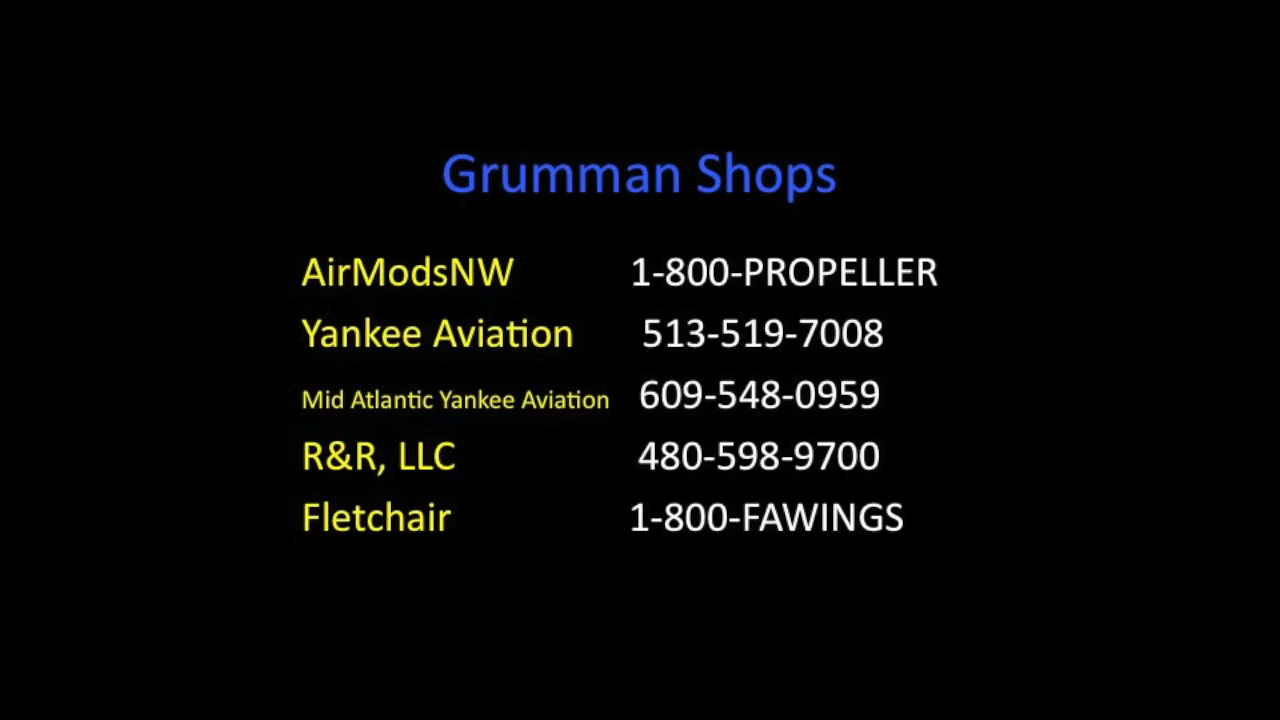 Grumman Shops
AirModsNW 1-800-PROPELLER
Yankee Aviation 513-519-7008
Mid Atlantic Yankee Aviation 609-548-0959
R&R, LLC 480-598-9700
Fletchair 1-800-FAWINGS